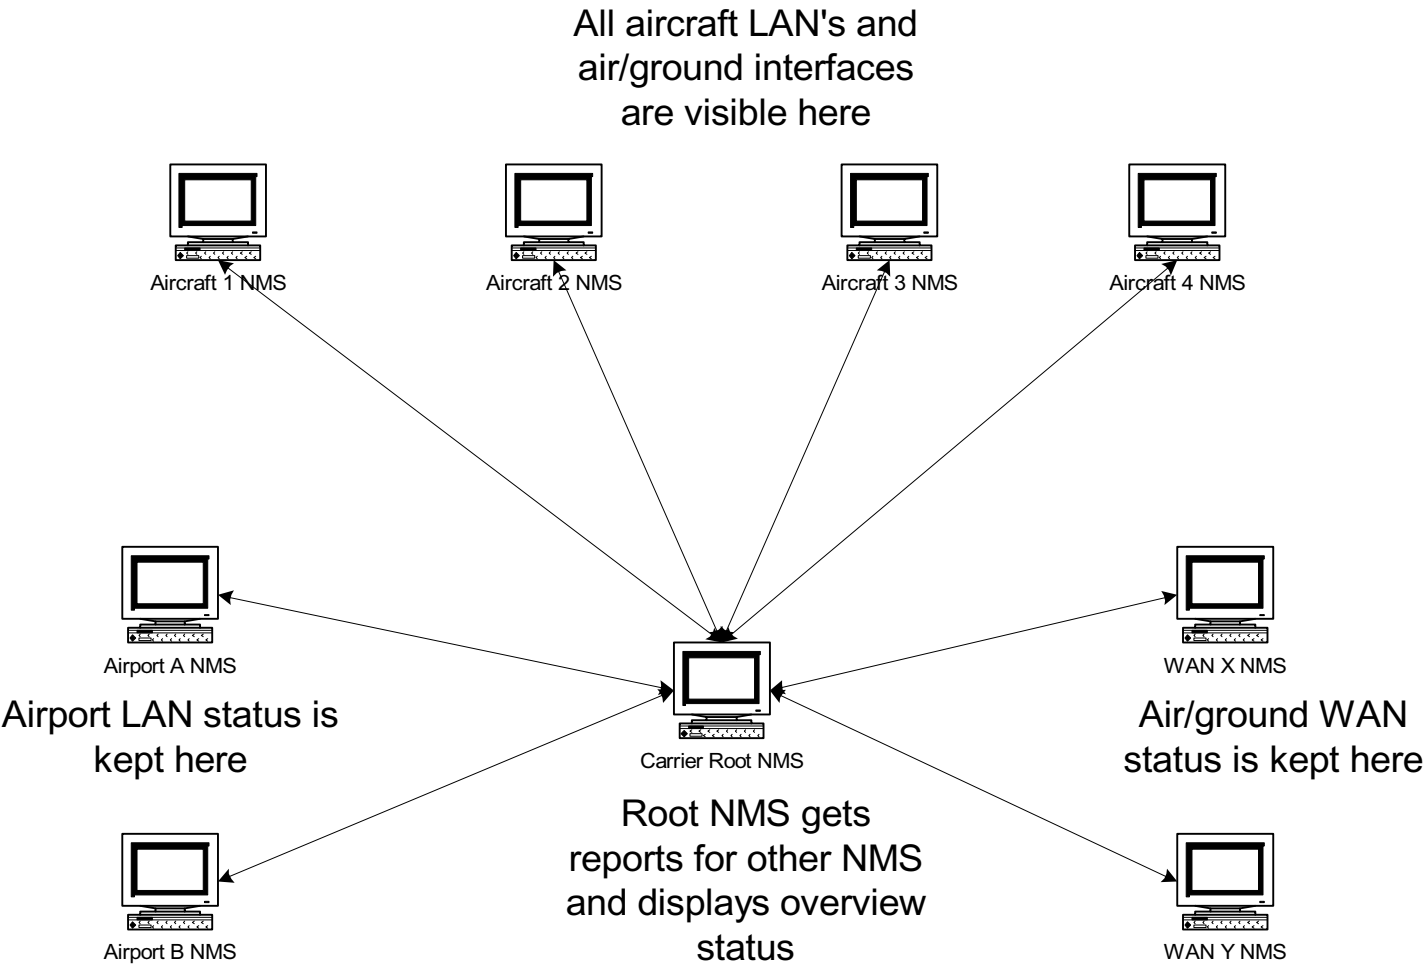 All aircraft LAN's and
air/ground interfaces
are visible here
Aircraft 1 NMS
Aircraft 2 NMS
Aircraft 3 NMS
Aircraft 4 NMS
Airport A NMS
WAN X NMS
Airport LAN status is
kept here
Air/ground WAN
status is kept here
Carrier Root NMS
Root NMS gets
reports for other NMS
and displays overview
status
Airport B NMS
WAN Y NMS